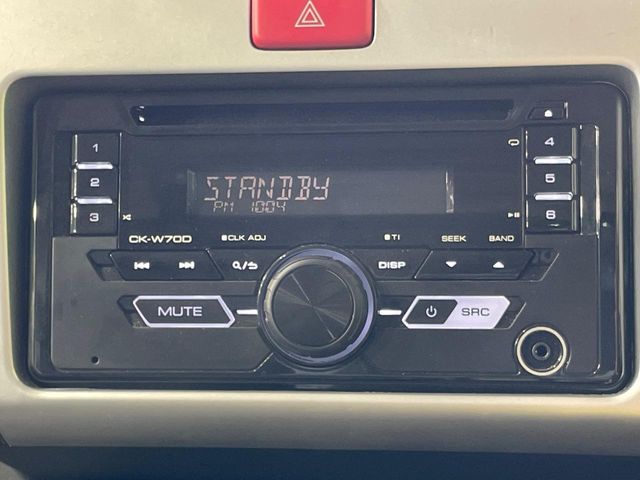 1
4
2
5
3
6
STANDBY
PM 1004
CK-W70D
CLK ADJ
TI
SEEK
BAND
DISP
MUTE
SRC